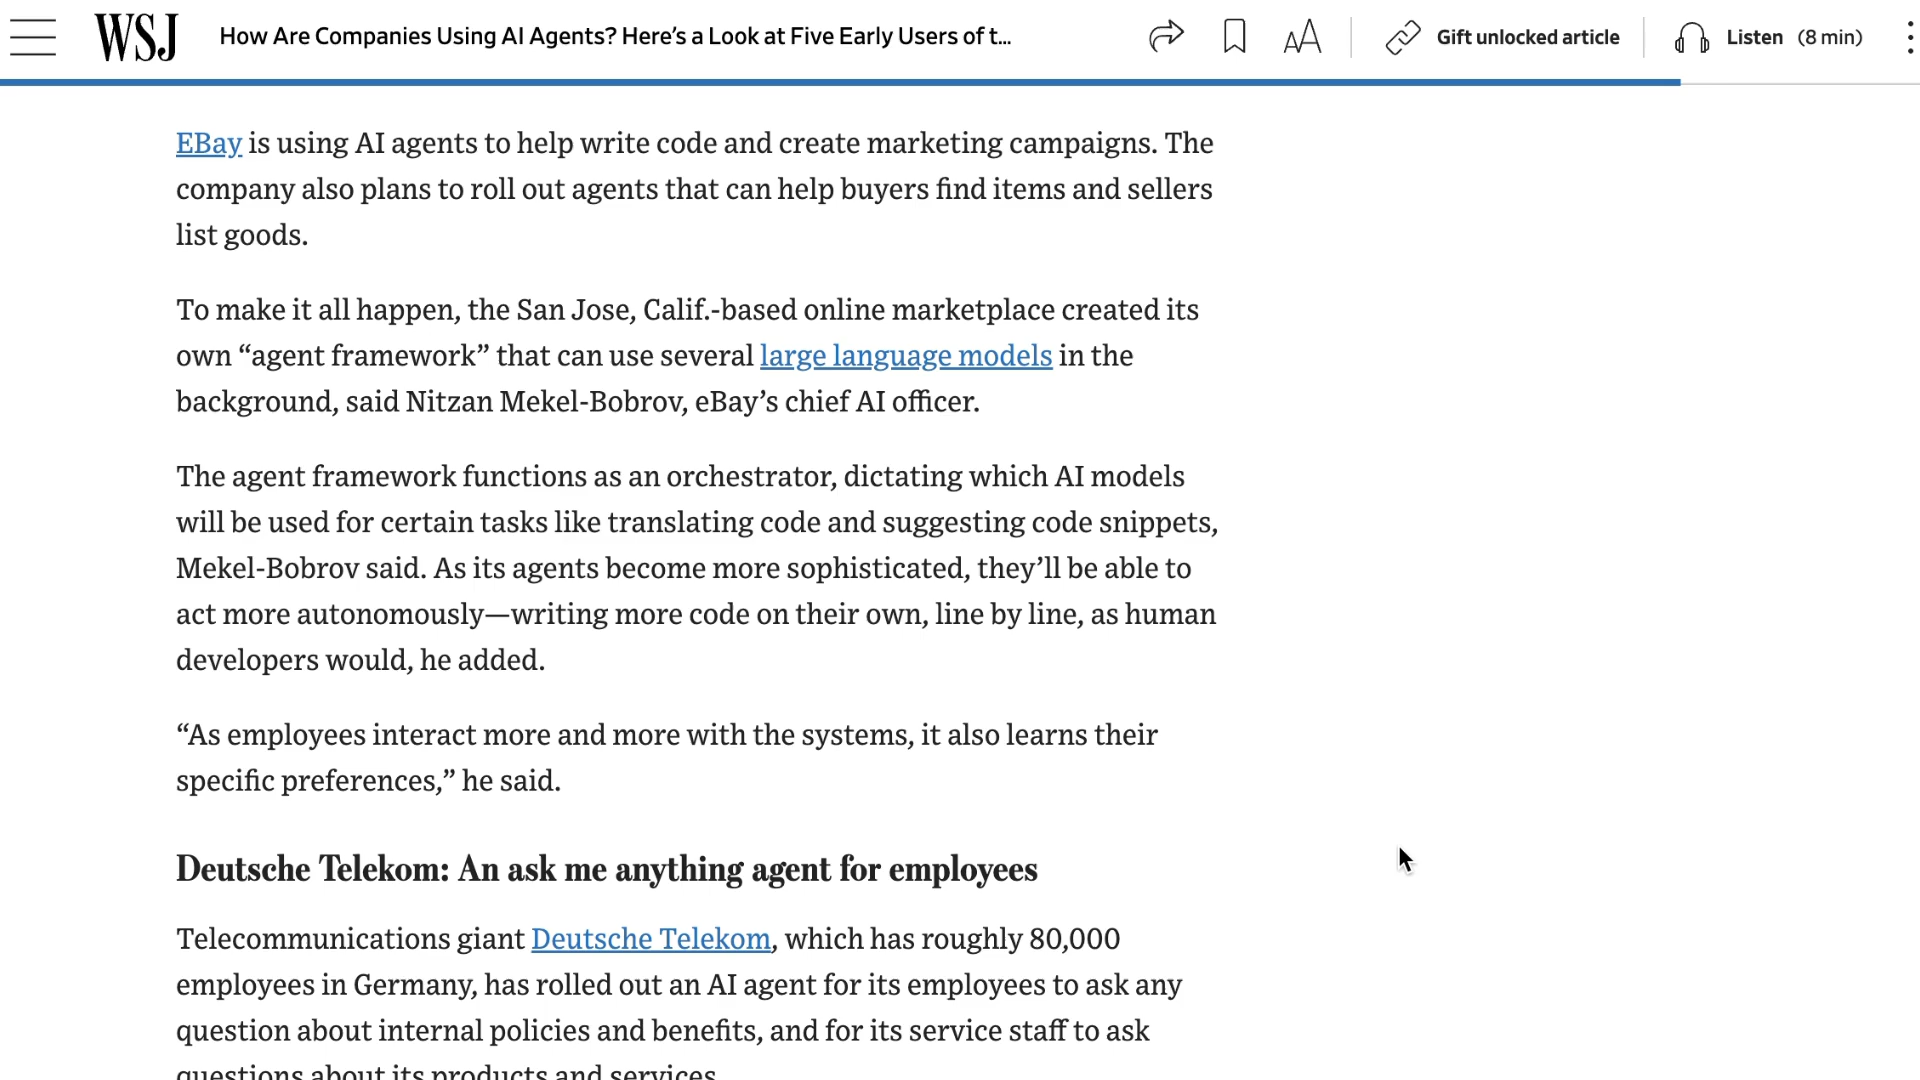 WSJ How Are Companies Using AI Agents? Here’s a Look at Five Early Users of t... Gift unlocked article Listen (8 min)
EBay is using AI agents to help write code and create marketing campaigns. The
company also plans to roll out agents that can help buyers find items and sellers
list goods.
To make it all happen, the San Jose, Calif.-based online marketplace created its
own “agent framework” that can use several large language models in the
background, said Nitzan Mekel-Bobrov, eBay’s chief AI officer.
The agent framework functions as an orchestrator, dictating which AI models
will be used for certain tasks like translating code and suggesting code snippets,
Mekel-Bobrov said. As its agents become more sophisticated, they’ll be able to
act more autonomously—writing more code on their own, line by line, as human
developers would, he added.
“As employees interact more and more with the systems, it also learns their
specific preferences,” he said.
Deutsche Telekom: An ask me anything agent for employees
Telecommunications giant Deutsche Telekom, which has roughly 80,000
employees in Germany, has rolled out an AI agent for its employees to ask any
question about internal policies and benefits, and for its service staff to ask
questions about its products and services.